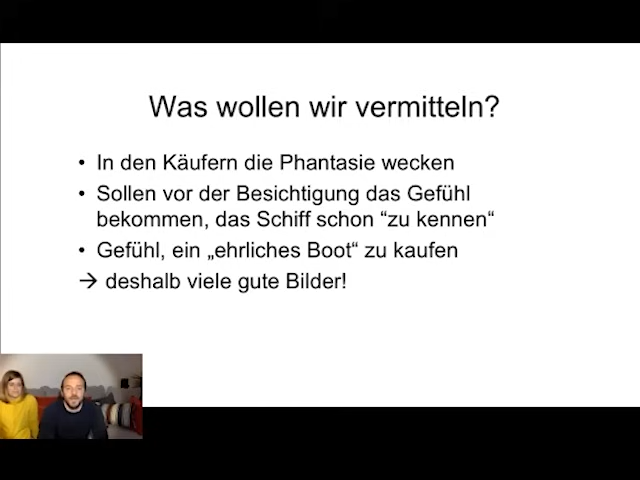 Was wollen wir vermitteln?
• In den Käufern die Phantasie wecken
• Sollen vor der Besichtigung das Gefühl
bekommen, das Schiff schon “zu kennen“
• Gefühl, ein „ehrliches Boot“ zu kaufen
→ deshalb viele gute Bilder!